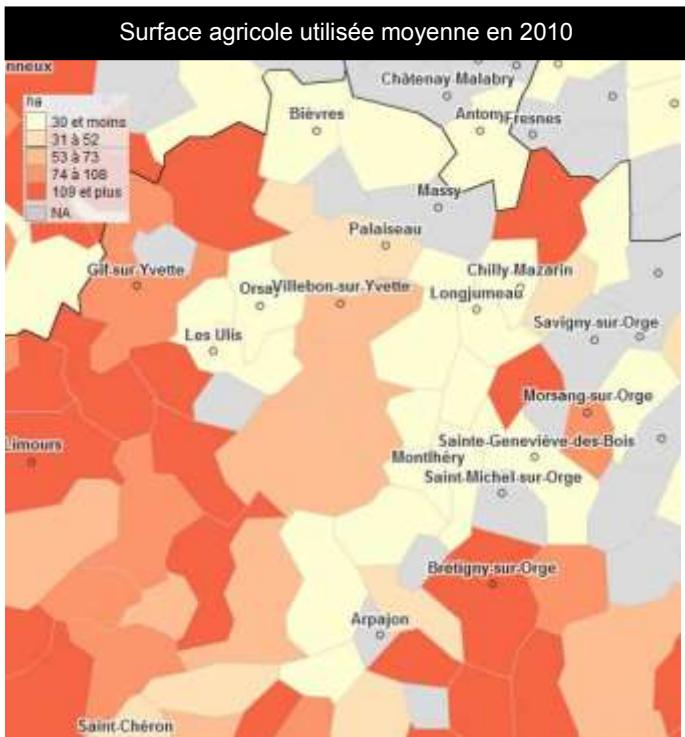 Surface agricole utilisée moyenne en 2010
nneux
Châtenay-Malabry
ha
30 et moins
31 à 52
53 à 73
74 à 108
109 et plus
NA
Bièvres
Antony
Fresnes
Massy
Palaiseau
Gif-sur-Yvette
Chilly-Mazarin
Orsay
Villebon-sur-Yvette
Longjumeau
Les Ulis
Savigny-sur-Orge
Morsang-sur-Orge
Limours
Sainte-Geneviève-des-Bois
Montlhéry
Saint-Michel-sur-Orge
Brétigny-sur-Orge
Arpajon
Saint-Chéron